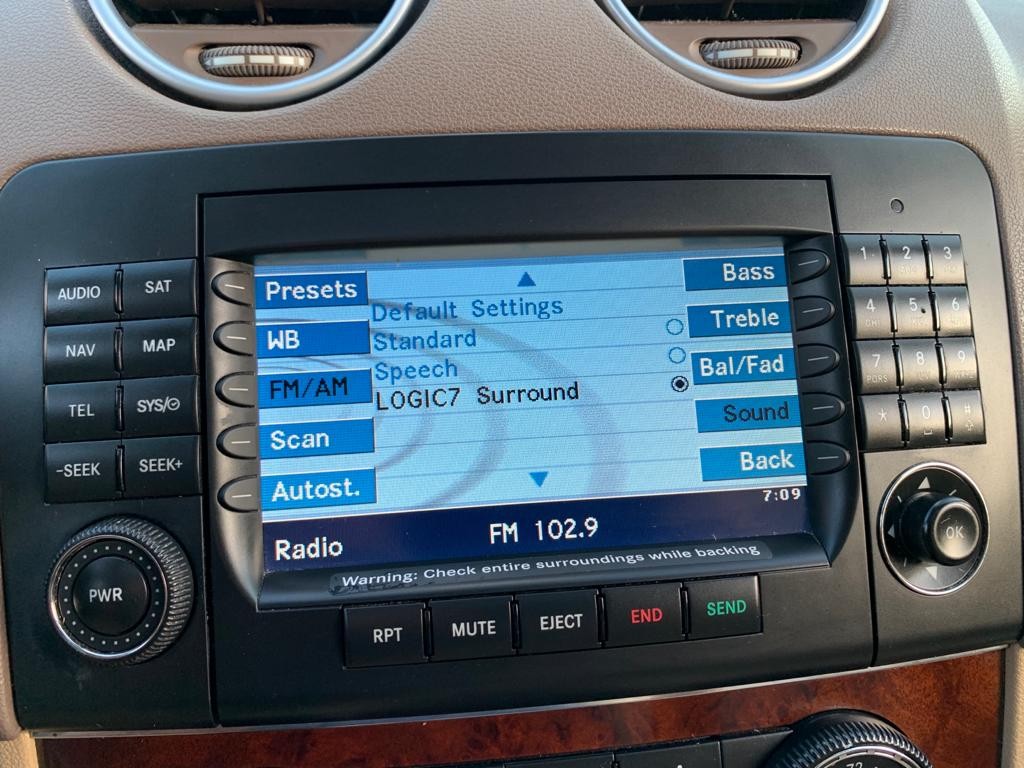 AUDIO
SAT
NAV
MAP
TEL
SYS/
-SEEK
SEEK+
PWR
Presets
WB
FM/AM
Scan
Autost.
Default Settings
Standard
Speech
LOGIC7 Surround
Bass
Treble
Bal/Fad
Sound
Back
7:09
Radio
FM 102.9
Warning: Check entire surroundings while backing
RPT
MUTE
EJECT
END
SEND
1
2
3
4
5
6
7 PQRS
8
9
*
0
#
OK
72